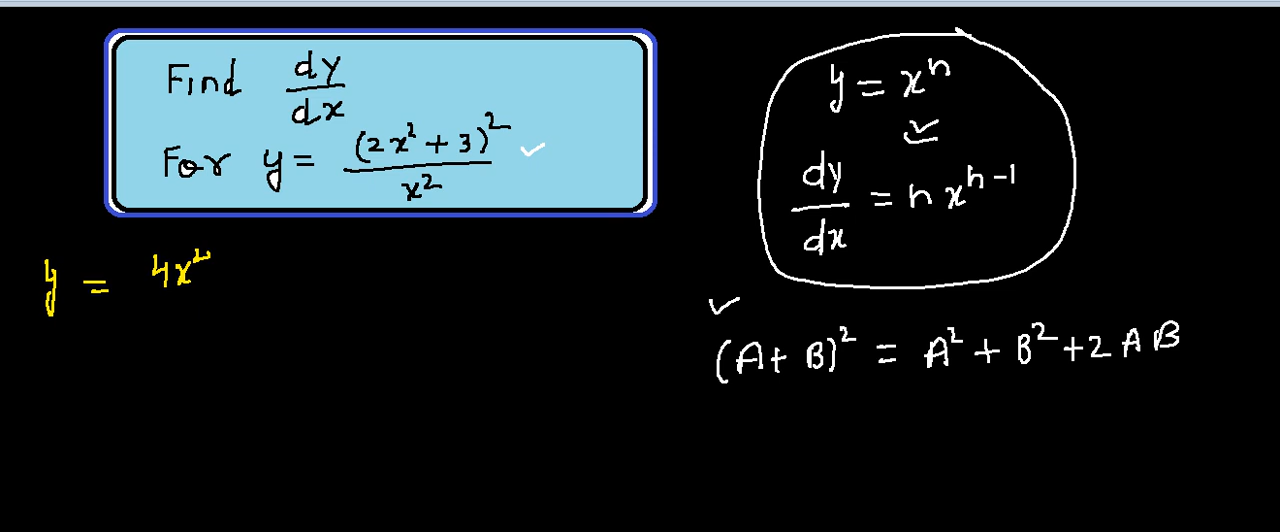 Find dy/dx
For y = (2x² + 3)²/x²
y = xⁿ
dy/dx = n xⁿ⁻¹
y = 4x²
(A + B)² = A² + B² + 2AB